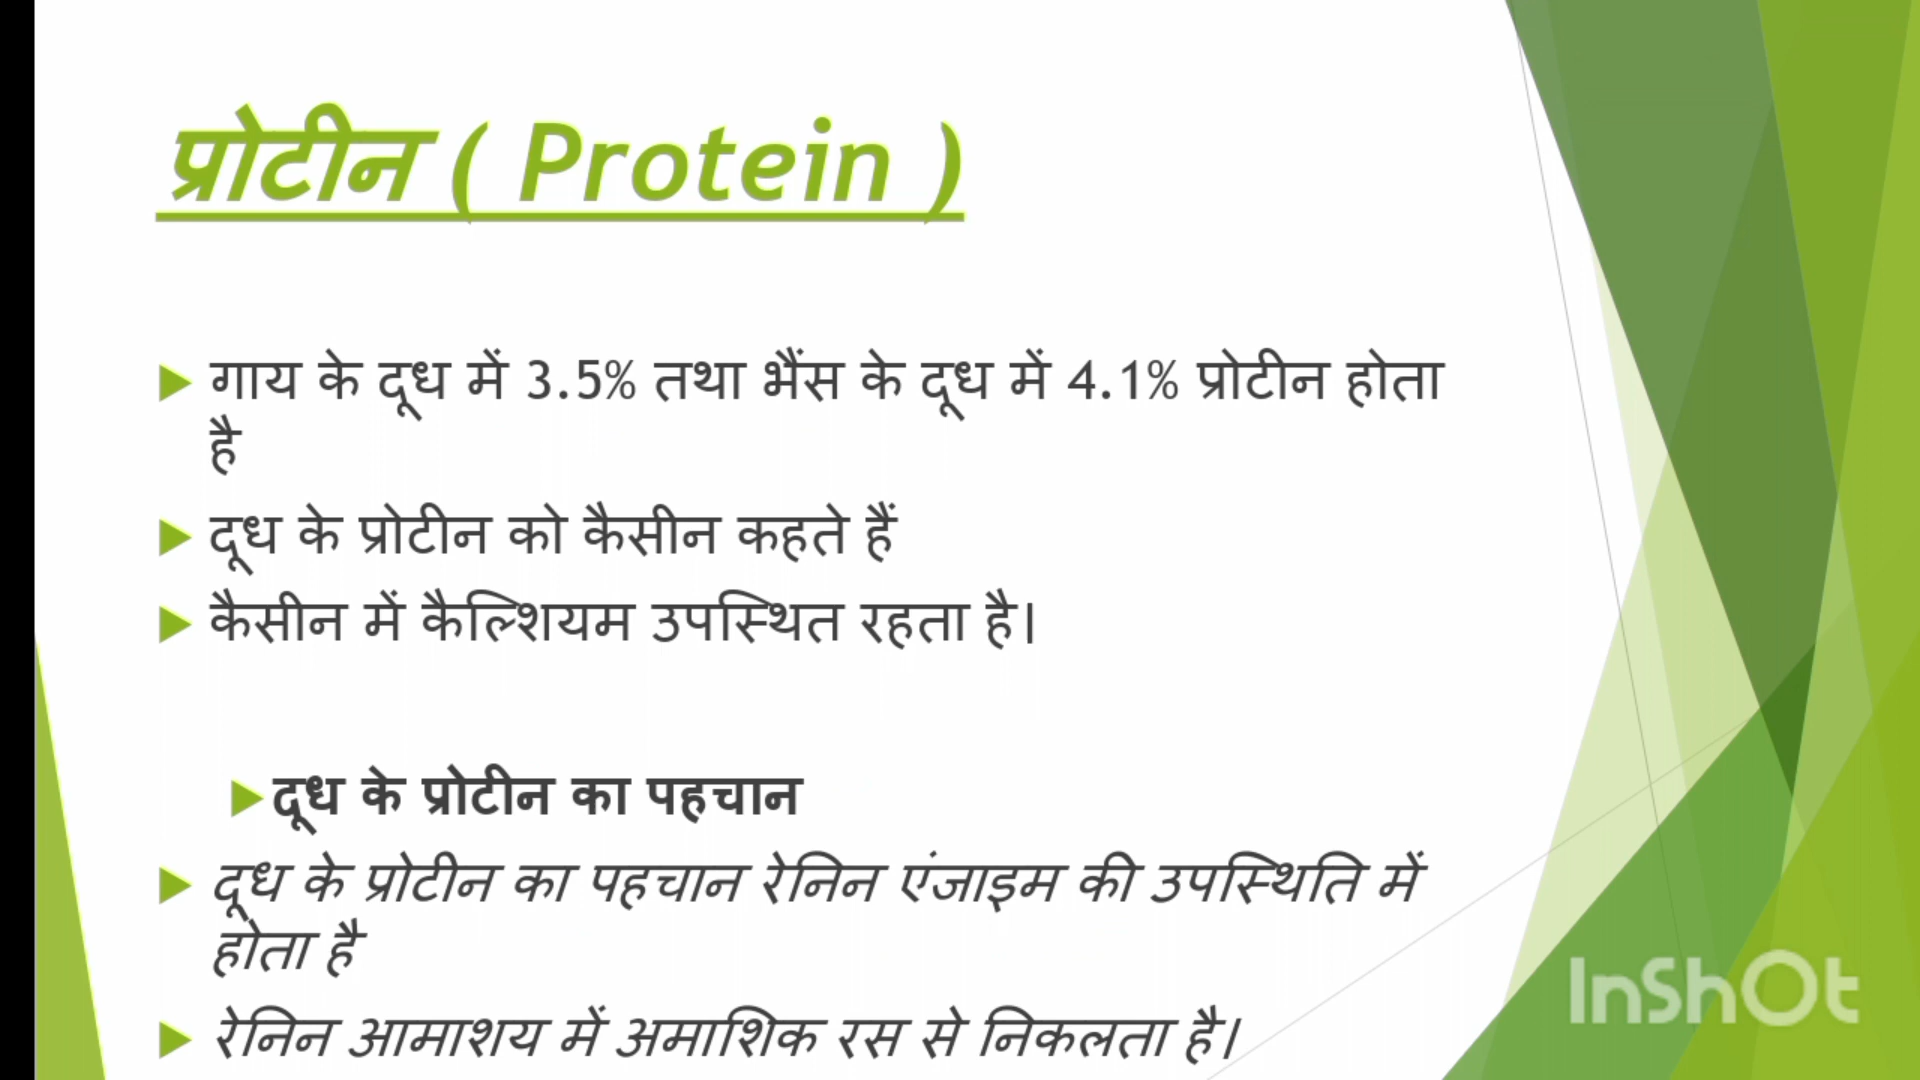 प्रोटीन ( Protein )
गाय के दूध में 3.5% तथा भैंस के दूध में 4.1% प्रोटीन होता
है
दूध के प्रोटीन को कैसीन कहते हैं
कैसीन में कैल्शियम उपस्थित रहता है।
दूध के प्रोटीन का पहचान
दूध के प्रोटीन का पहचान रेनिन एंजाइम की उपस्थिति में
होता है
रेनिन आमाशय में अमाशिक रस से निकलता है।
InShOt